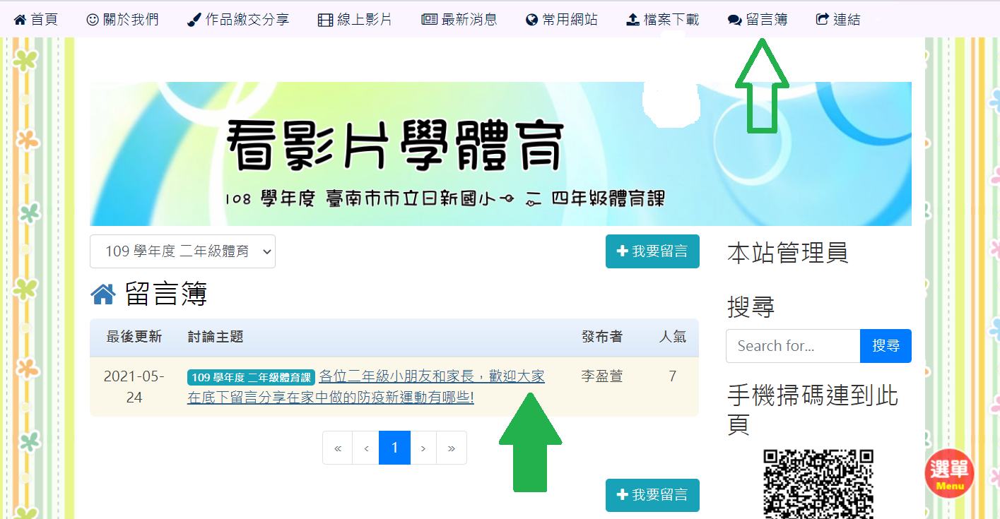 首頁 關於我們 作品繳交分享 線上影片 最新消息 常用網站 檔案下載 留言簿 連結
看影片學體育
108 學年度 臺南市市立日新國小 一 二 四年級體育課
109 學年度 二年級體育
我要留言
留言簿
最後更新 討論主題 發布者 人氣
2021-05-24 109 學年度 二年級體育課 各位二年級小朋友和家長，歡迎大家 李盈萱 7
在底下留言分享在家中做的防疫新運動有哪些!
« ‹ 1 › »
我要留言
本站管理員
搜尋
Search for... 搜尋
手機掃碼連到此
頁
選單
Menu